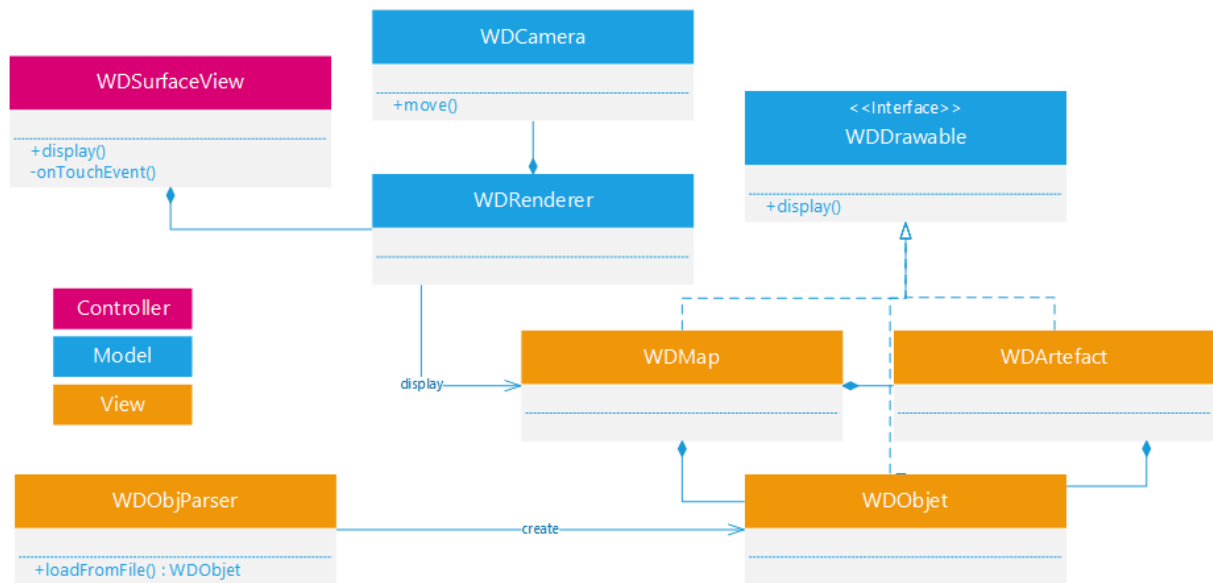 WDCamera
+move()
WDSurfaceView
+display()
-onTouchEvent()
<<Interface>>
WDDrawable
+display()
WDRenderer
Controller
Model
View
display
WDMap
WDArtefact
WDObjParser
+loadFromFile() : WDObjet
create
WDObjet